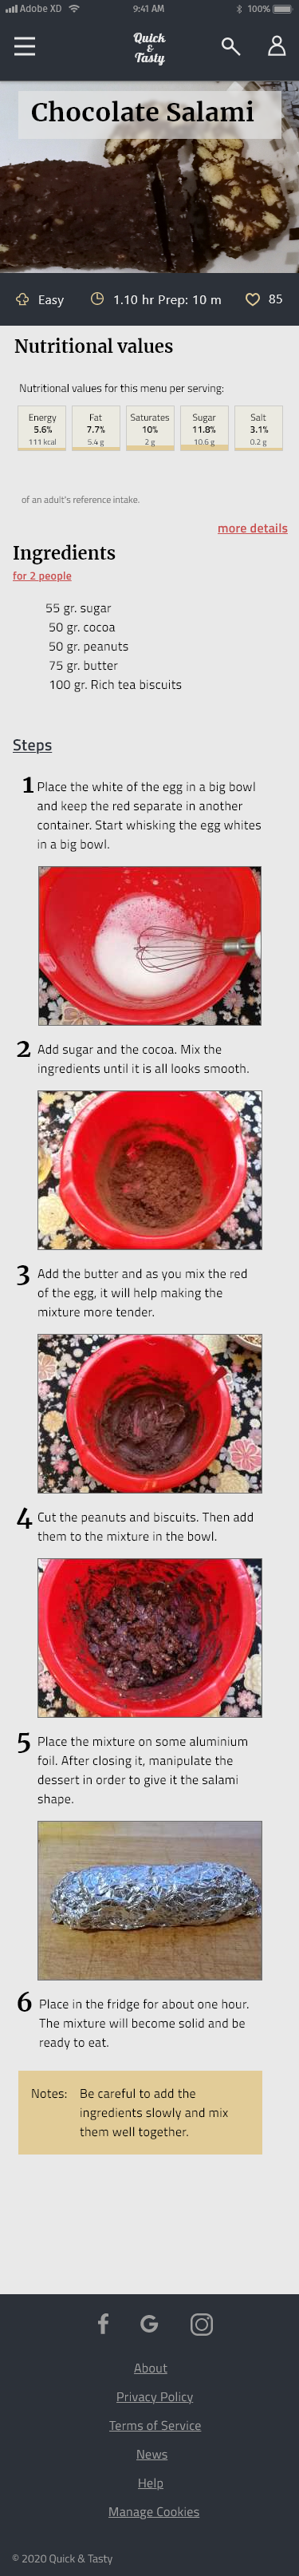 Adobe XD
9:41 AM
100%
Quick
&
Tasty
Chocolate Salami
Easy
1.10 hr Prep: 10 m
85
Nutritional values
Nutritional values for this menu per serving:
Energy Fat Saturates Sugar Salt
5.6% 7.7% 10% 11.8% 3.1%
111 kcal 5.4 g 2 g 10.6 g 0.2 g
of an adult's reference intake.
more details
Ingredients
for 2 people
55 gr. sugar
50 gr. cocoa
50 gr. peanuts
75 gr. butter
100 gr. Rich tea biscuits
Steps
1 Place the white of the egg in a big bowl
and keep the red separate in another
container. Start whisking the egg whites
in a big bowl.
2 Add sugar and the cocoa. Mix the
ingredients until it is all looks smooth.
3 Add the butter and as you mix the red
of the egg, it will help making the
mixture more tender.
4 Cut the peanuts and biscuits. Then add
them to the mixture in the bowl.
5 Place the mixture on some aluminium
foil. After closing it, manipulate the
dessert in order to give it the salami
shape.
6 Place in the fridge for about one hour.
The mixture will become solid and be
ready to eat.
Notes: Be careful to add the
ingredients slowly and mix
them well together.
About
Privacy Policy
Terms of Service
News
Help
Manage Cookies
© 2020 Quick & Tasty